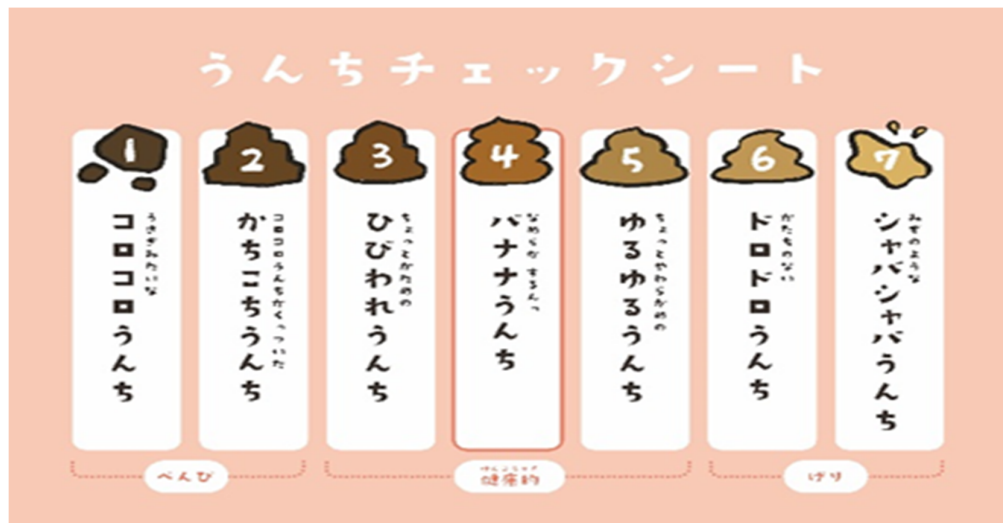 うんちチェックシート
1
うさぎみたいな
コロコロうんち
2
コロコロうんちがくっついた
かちこちうんち
3
ちょっとかための
ひびわれうんち
4
なめらか するんっ
バナナうんち
5
ちょっとやわらかめの
ゆるゆるうんち
6
かたちのない
ドロドロうんち
7
みずのような
シャバシャバうんち
べんぴ
健康的
げり